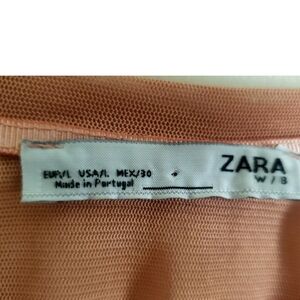 EUR/L USA/L MEX/30
Made in Portugal
ZARA
W/B